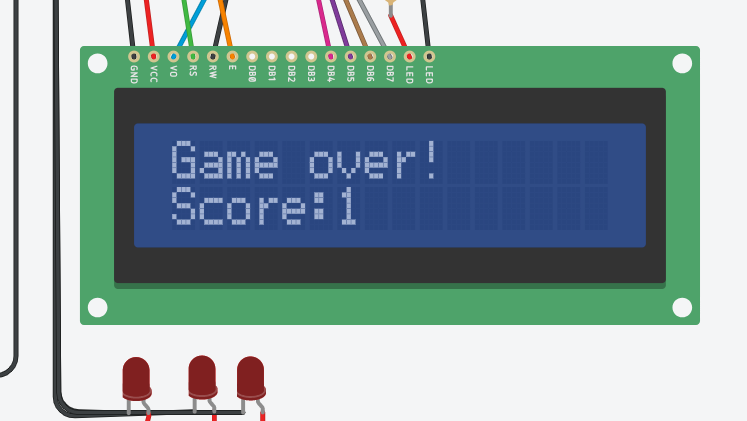 GND VCC V0 RS RW E DB0 DB1 DB2 DB3 DB4 DB5 DB6 DB7 LED LED
Game over!
Score:1